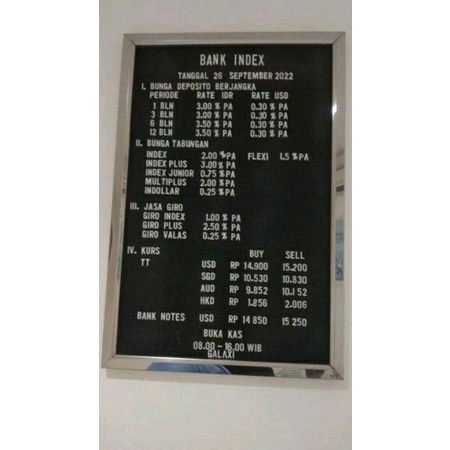 BANK INDEX
TANGGAL 26 SEPTEMBER 2022
I. BUNGA DEPOSITO BERJANGKA
PERIODE RATE IDR RATE USD
1 BLN 3.00 % PA 0.30 % PA
3 BLN 3.00 % PA 0.30 % PA
6 BLN 3.50 % PA 0.30 % PA
12 BLN 3.50 % PA 0.30 % PA
II. BUNGA TABUNGAN
INDEX 2.00 % PA FLEXI 1.5 % PA
INDEX PLUS 3.00 % PA
INDEX JUNIOR 0.75 % PA
MULTIPLUS 2.00 % PA
INDOLLAR 0.25 % PA
III. JASA GIRO
GIRO INDEX 1.00 % PA
GIRO PLUS 2.50 % PA
GIRO VALAS 0.25 % PA
IV. KURS BUY SELL
TT USD RP 14.900 15.200
SGD RP 10.530 10.830
AUD RP 9.852 10.152
HKD RP 1.856 2.006
BANK NOTES USD RP 14 850 15 250
BUKA KAS
08.00 - 16.00 WIB
GALAXI